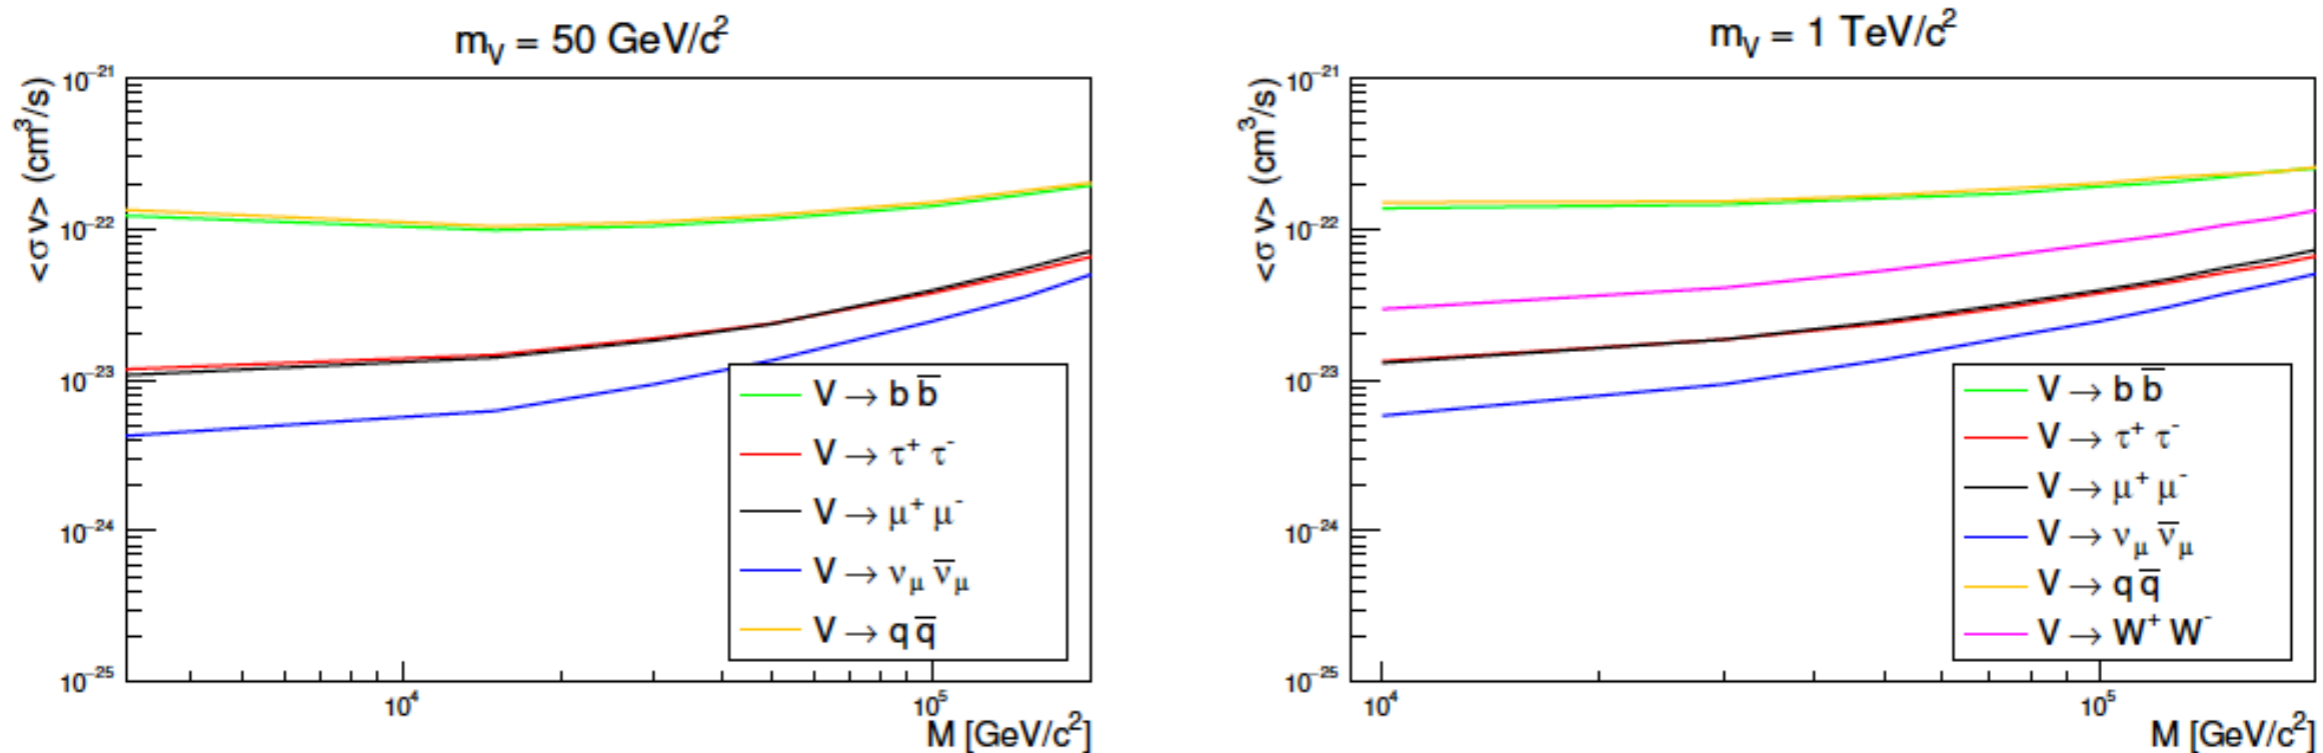 m_V = 50 GeV/c²
<σ v> (cm³/s)
10⁻²¹
10⁻²²
10⁻²³
10⁻²⁴
10⁻²⁵
V → b b̅
V → τ⁺ τ⁻
V → μ⁺ μ⁻
V → ν_μ ν̅_μ
V → q q̅
10⁴
10⁵
M [GeV/c²]
m_V = 1 TeV/c²
<σ v> (cm³/s)
10⁻²¹
10⁻²²
10⁻²³
10⁻²⁴
10⁻²⁵
V → b b̅
V → τ⁺ τ⁻
V → μ⁺ μ⁻
V → ν_μ ν̅_μ
V → q q̅
V → W⁺ W⁻
10⁴
10⁵
M [GeV/c²]